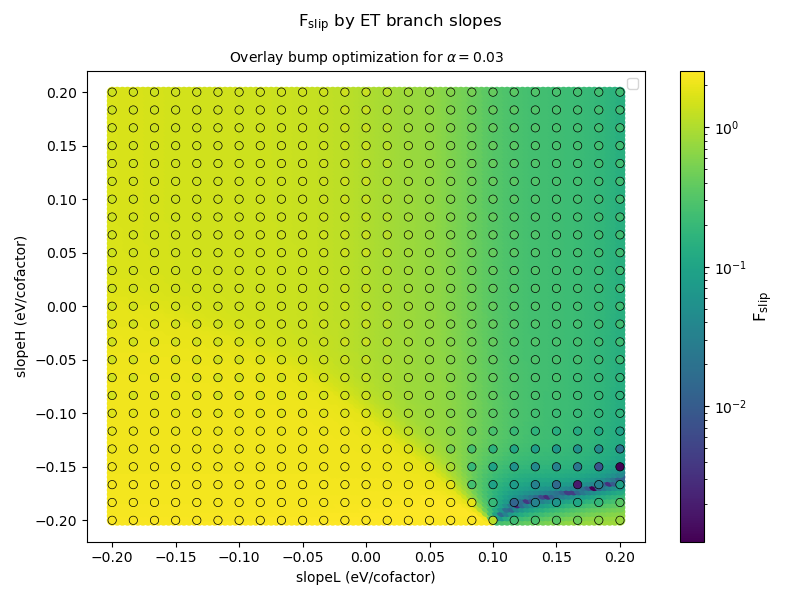 F_slip by ET branch slopes
Overlay bump optimization for α = 0.03
0.20
0.15
0.10
0.05
0.00
−0.05
−0.10
−0.15
−0.20
slopeH (eV/cofactor)
−0.20 −0.15 −0.10 −0.05 0.00 0.05 0.10 0.15 0.20
slopeL (eV/cofactor)
10^0
10^−1
10^−2
F_slip